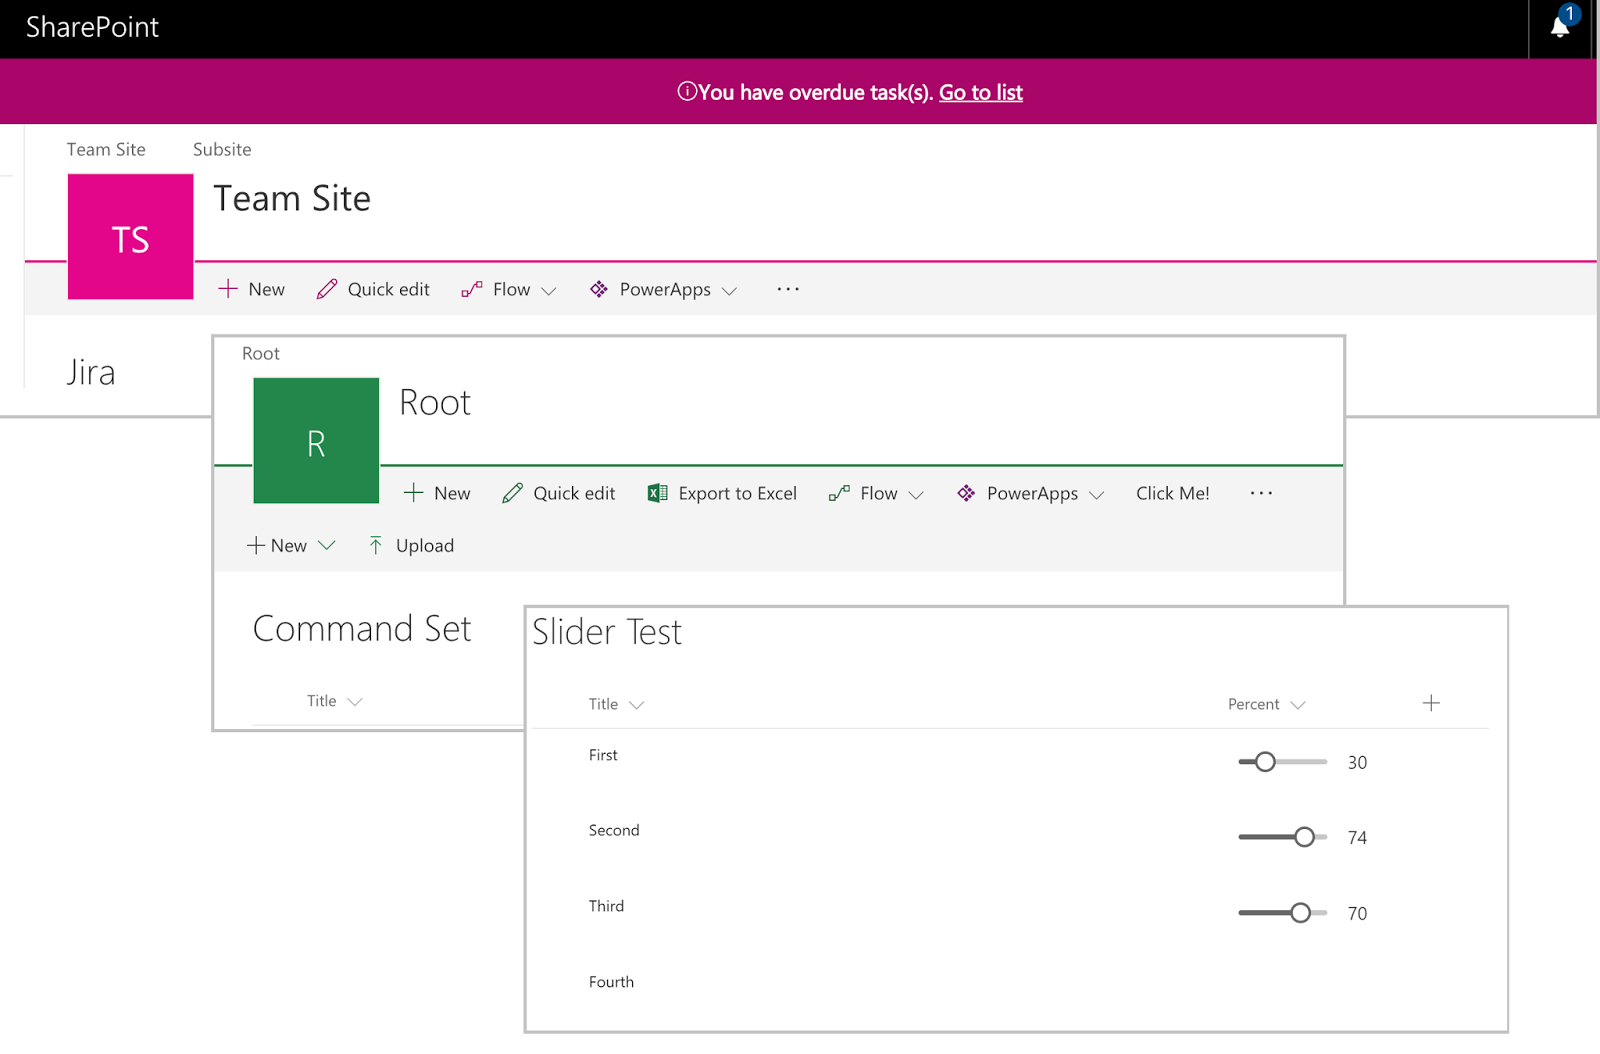 SharePoint
1
You have overdue task(s). Go to list
Team Site Subsite
TS
Team Site
New Quick edit Flow PowerApps ...
Jira
Root
R
Root
New Quick edit Export to Excel Flow PowerApps Click Me! ...
New Upload
Command Set
Title
Slider Test
Title Percent
First 30
Second 74
Third 70
Fourth